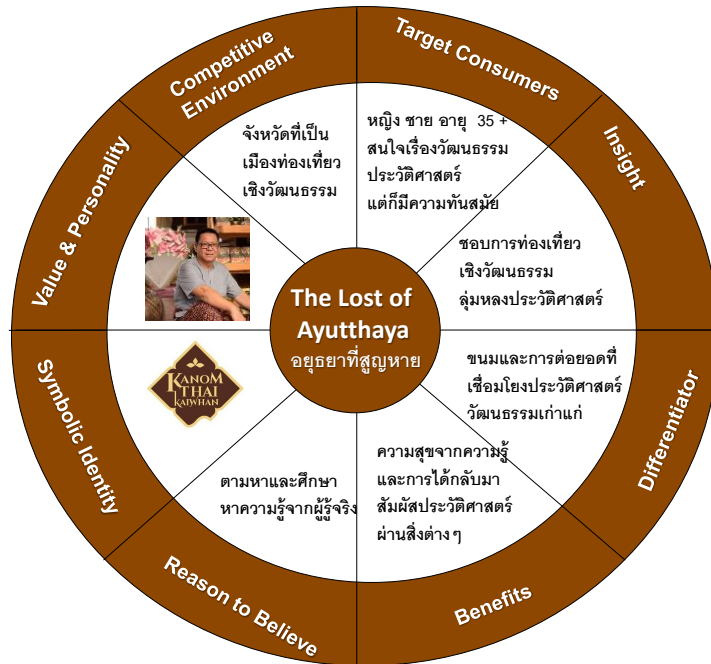 Competitive
Environment
จังหวัดที่เป็น
เมืองท่องเที่ยว
เชิงวัฒนธรรม
Target Consumers
หญิง ชาย อายุ 35 +
สนใจเรื่องวัฒนธรรม
ประวัติศาสตร์
แต่ก็มีความทันสมัย
Insight
ชอบการท่องเที่ยว
เชิงวัฒนธรรม
ลุ่มหลงประวัติศาสตร์
Differentiator
ขนมและการต่อยอดที่
เชื่อมโยงประวัติศาสตร์
วัฒนธรรมเก่าแก่
Benefits
ความสุขจากความรู้
และการได้กลับมา
สัมผัสประวัติศาสตร์
ผ่านสิ่งต่างๆ
Reason to Believe
ตามหาและศึกษา
หาความรู้จากผู้รู้จริง
Symbolic Identity
KANOM
THAI
KAIWHAN
Value & Personality
The Lost of
Ayutthaya
อยุธยาที่สูญหาย